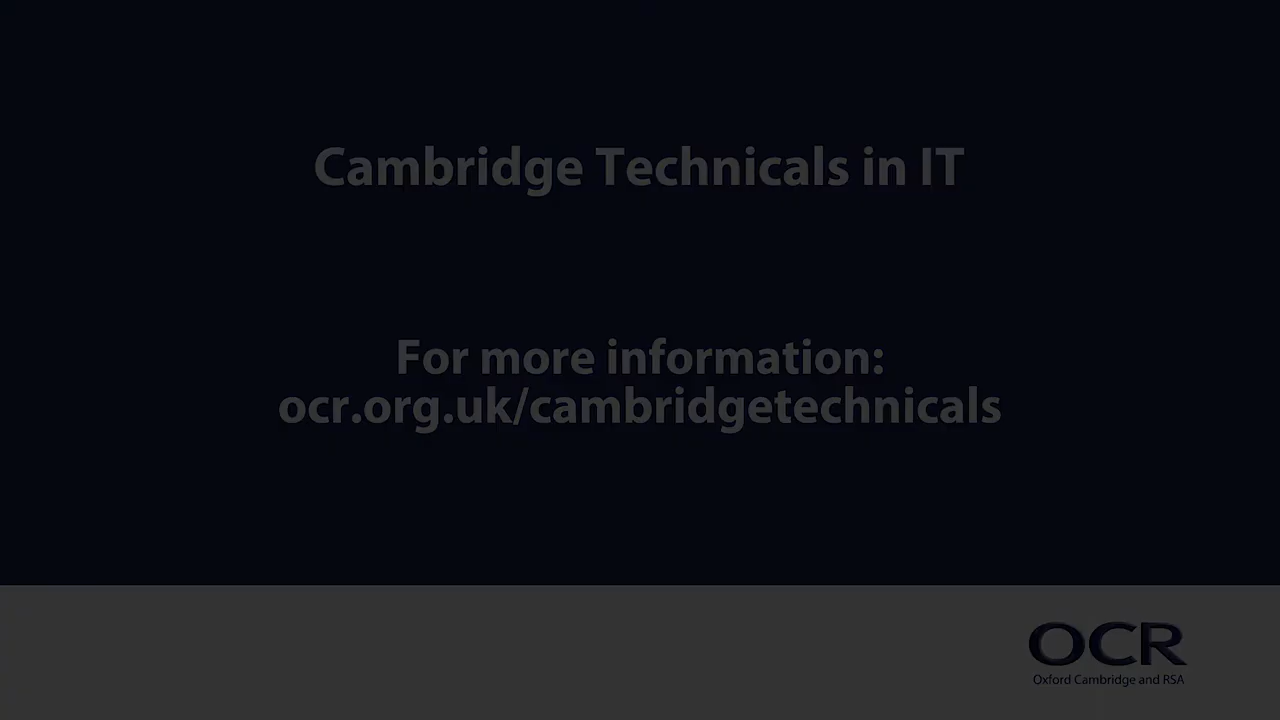 Cambridge Technicals in IT
For more information:
ocr.org.uk/cambridgetechnicals
OCR
Oxford Cambridge and RSA